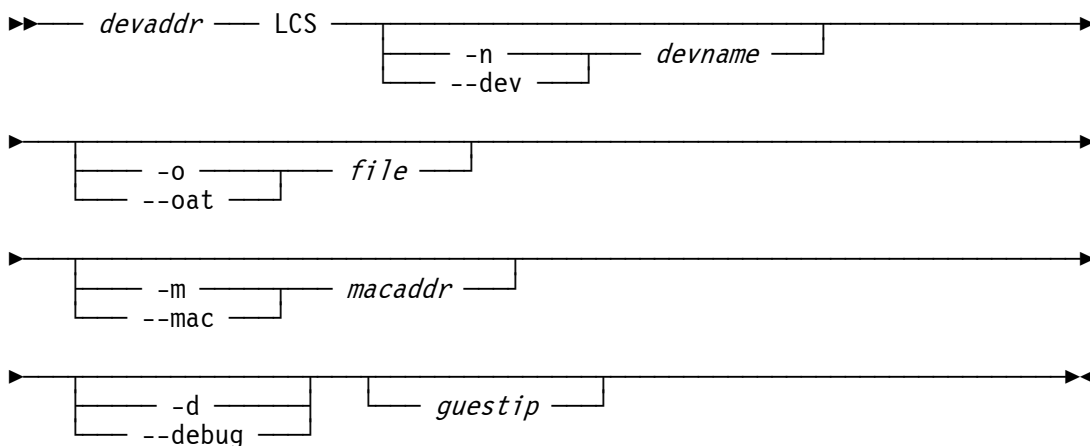 devaddr LCS
-n devname
--dev
-o file
--oat
-m macaddr
--mac
-d guestip
--debug